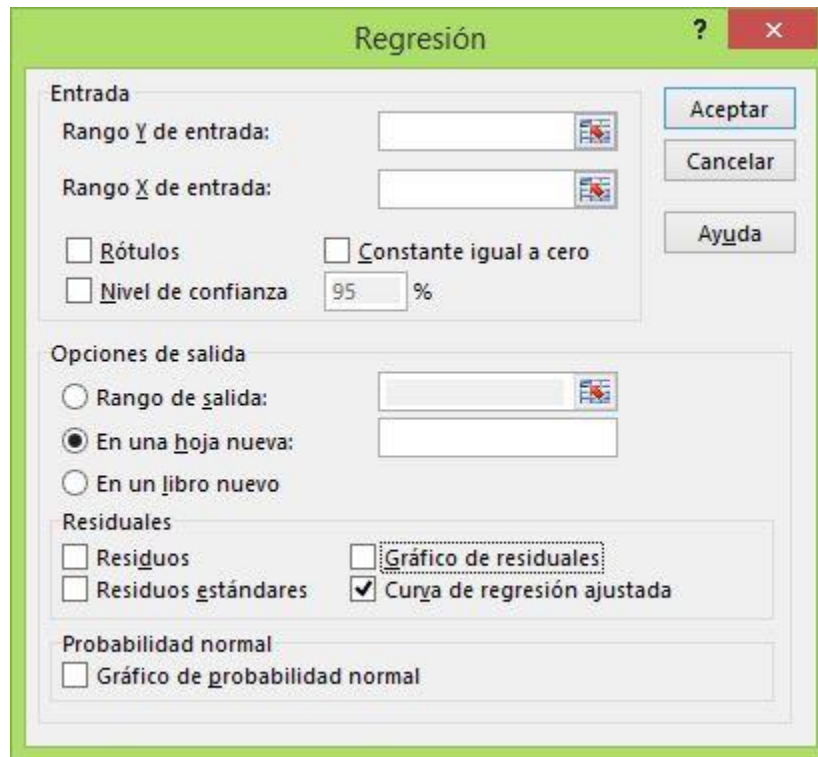 Regresión
?
×
Entrada
Rango Y de entrada:
Rango X de entrada:
Rótulos
Constante igual a cero
Nivel de confianza
95
%
Aceptar
Cancelar
Ayuda
Opciones de salida
Rango de salida:
En una hoja nueva:
En un libro nuevo
Residuales
Residuos
Gráfico de residuales
Residuos estándares
Curva de regresión ajustada
Probabilidad normal
Gráfico de probabilidad normal